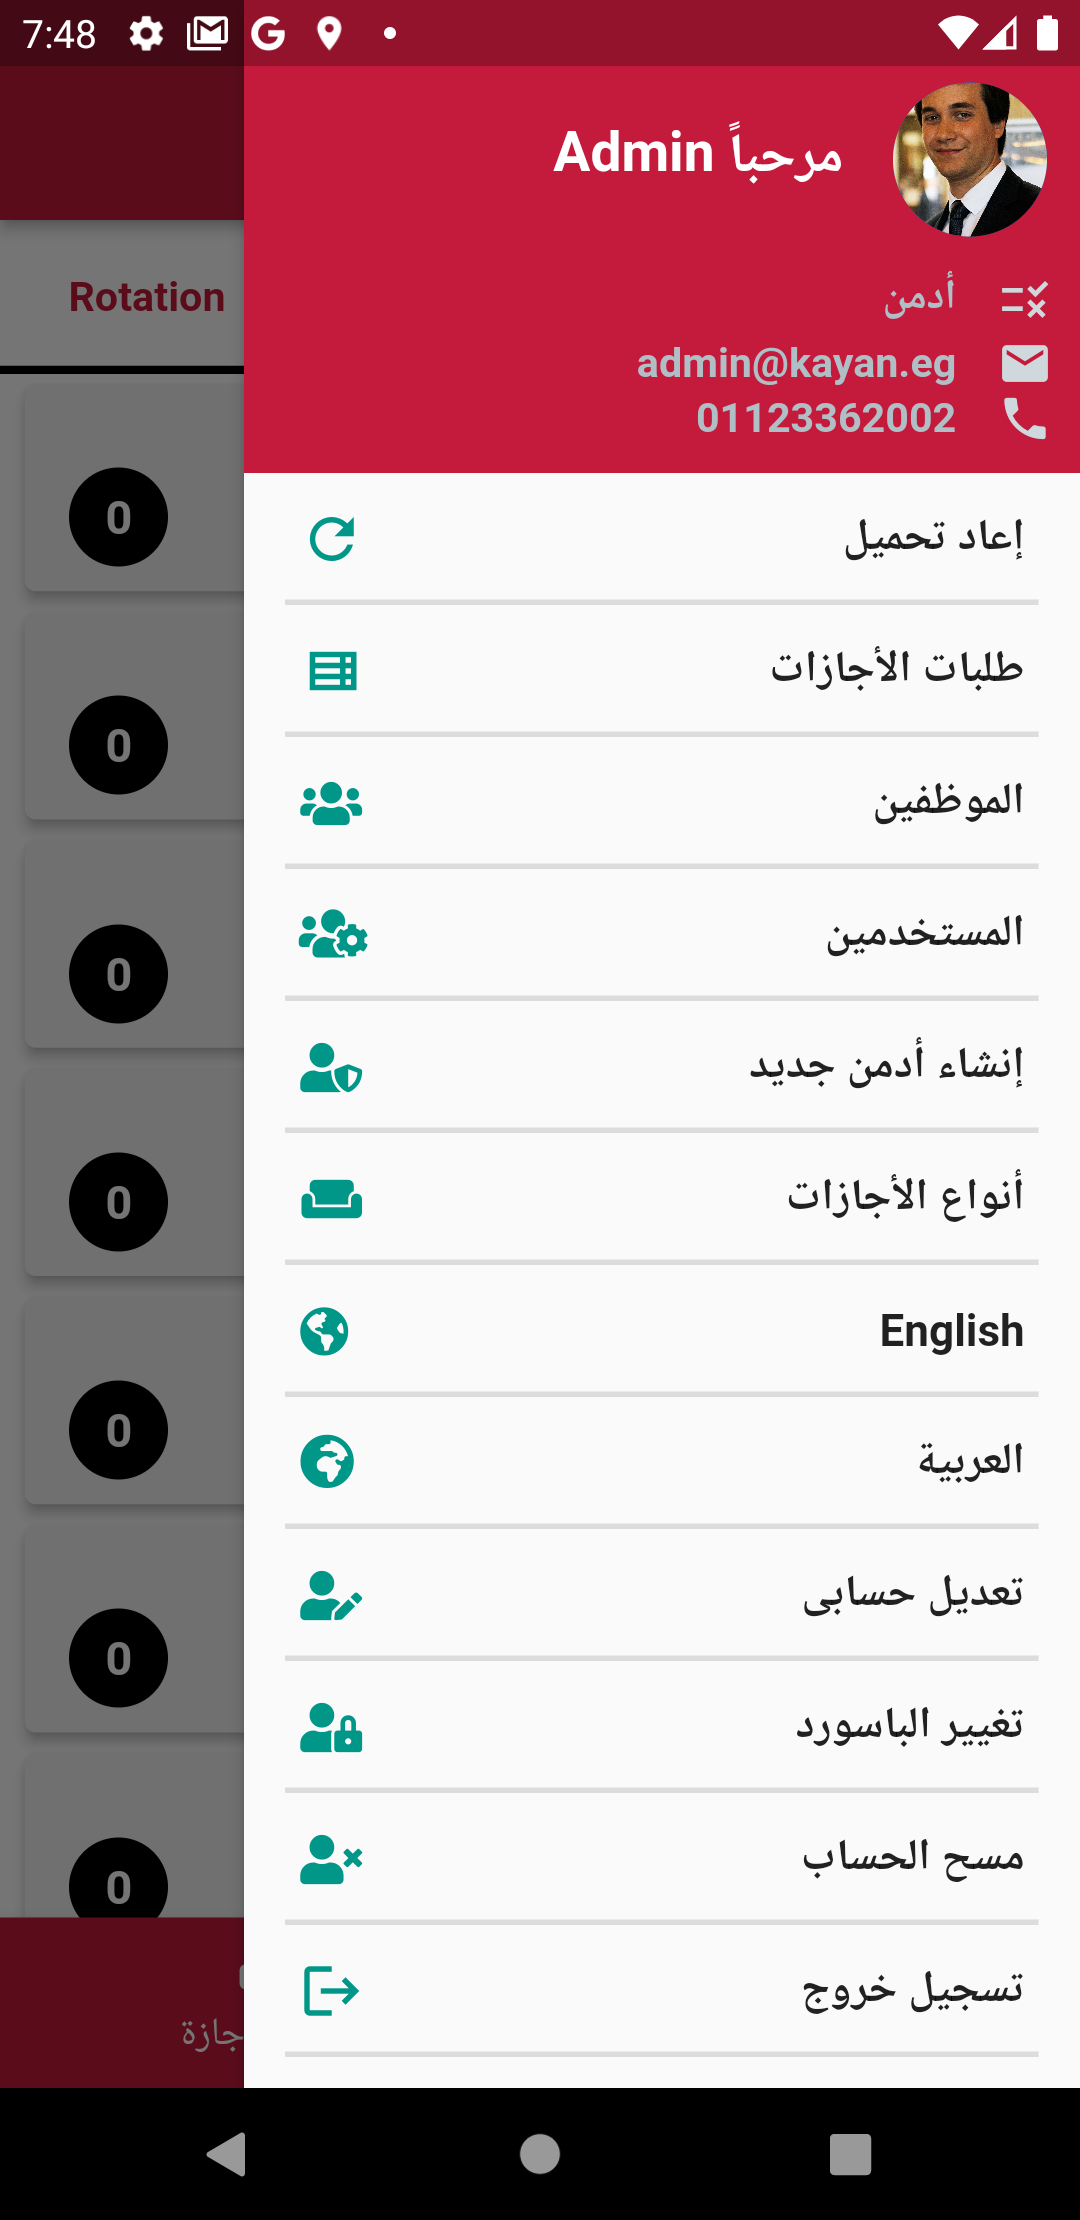 7:48
مرحباً Admin
أدمن
admin@kayan.eg
01123362002
Rotation
0
0
0
0
0
0
0
إعاد تحميل
طلبات الأجازات
الموظفين
المستخدمين
إنشاء أدمن جديد
أنواع الأجازات
English
العربية
تعديل حسابى
تغيير الباسورد
مسح الحساب
تسجيل خروج
جازة